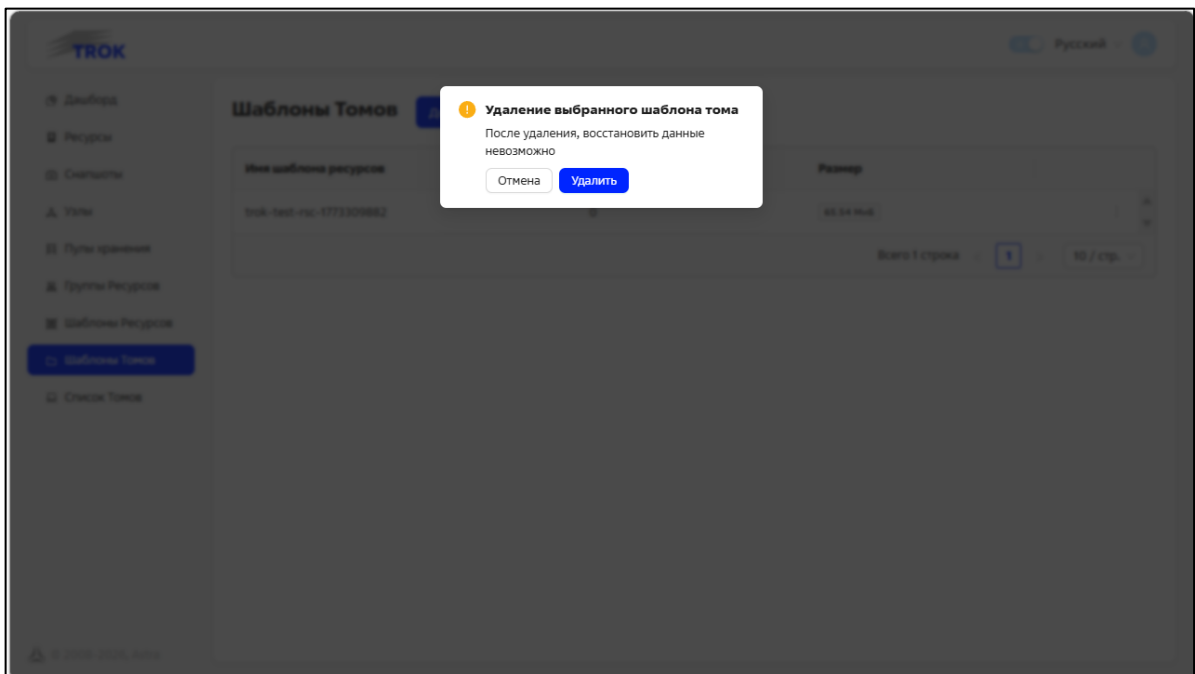 TROK
Русский
Дашборд
Ресурсы
Снапшоты
Узлы
Пулы хранения
Группы Ресурсов
Шаблоны Ресурсов
Шаблоны Томов
Список Томов
Шаблоны Томов
Удаление выбранного шаблона тома
После удаления, восстановить данные
невозможно
Отмена Удалить
Имя шаблона ресурсов Размер
trok-test-rsc-1773309882 0
Всего 1 строка 1 10 / стр.